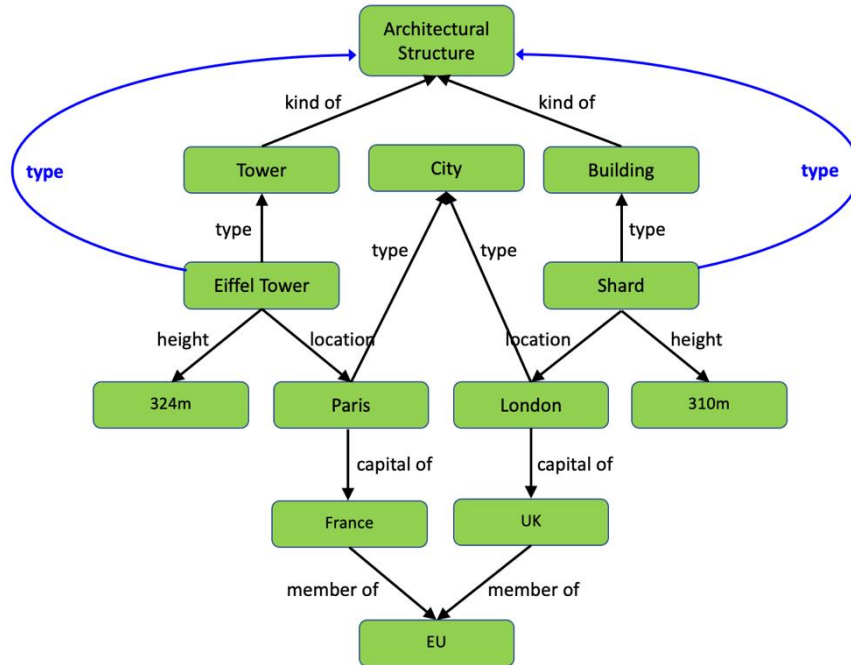 Architectural
Structure
kind of
kind of
type
Tower
City
Building
type
type
type
type
type
Eiffel Tower
Shard
height
location
location
height
324m
Paris
London
310m
capital of
capital of
France
UK
member of
member of
EU